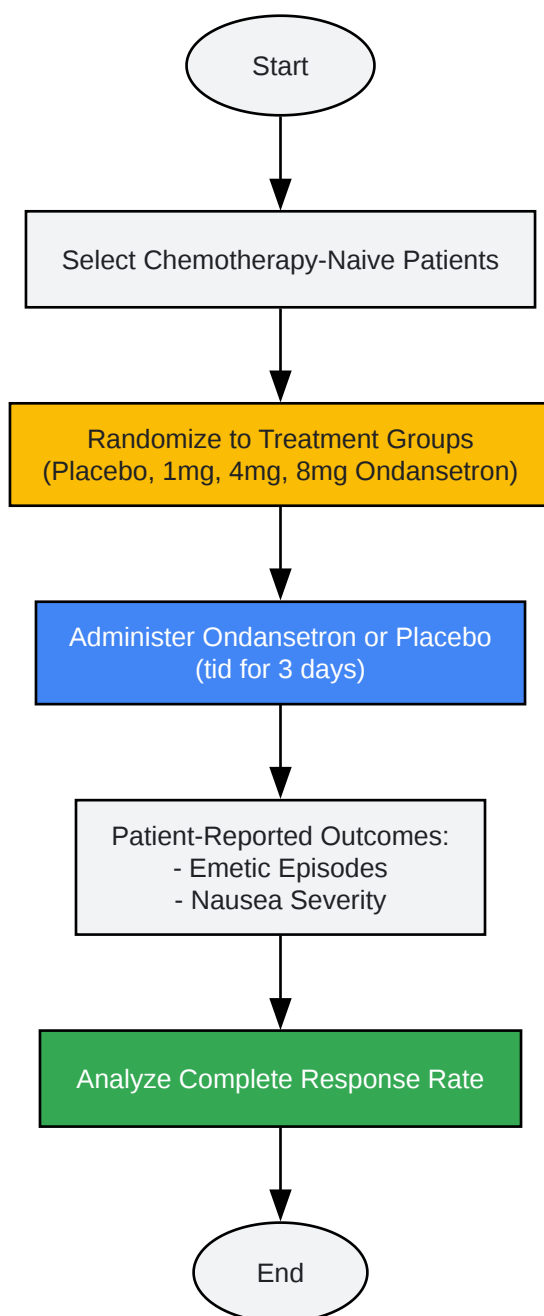 Start
Select Chemotherapy-Naive Patients
Randomize to Treatment Groups
(Placebo, 1mg, 4mg, 8mg Ondansetron)
Administer Ondansetron or Placebo
(tid for 3 days)
Patient-Reported Outcomes:
- Emetic Episodes
- Nausea Severity
Analyze Complete Response Rate
End